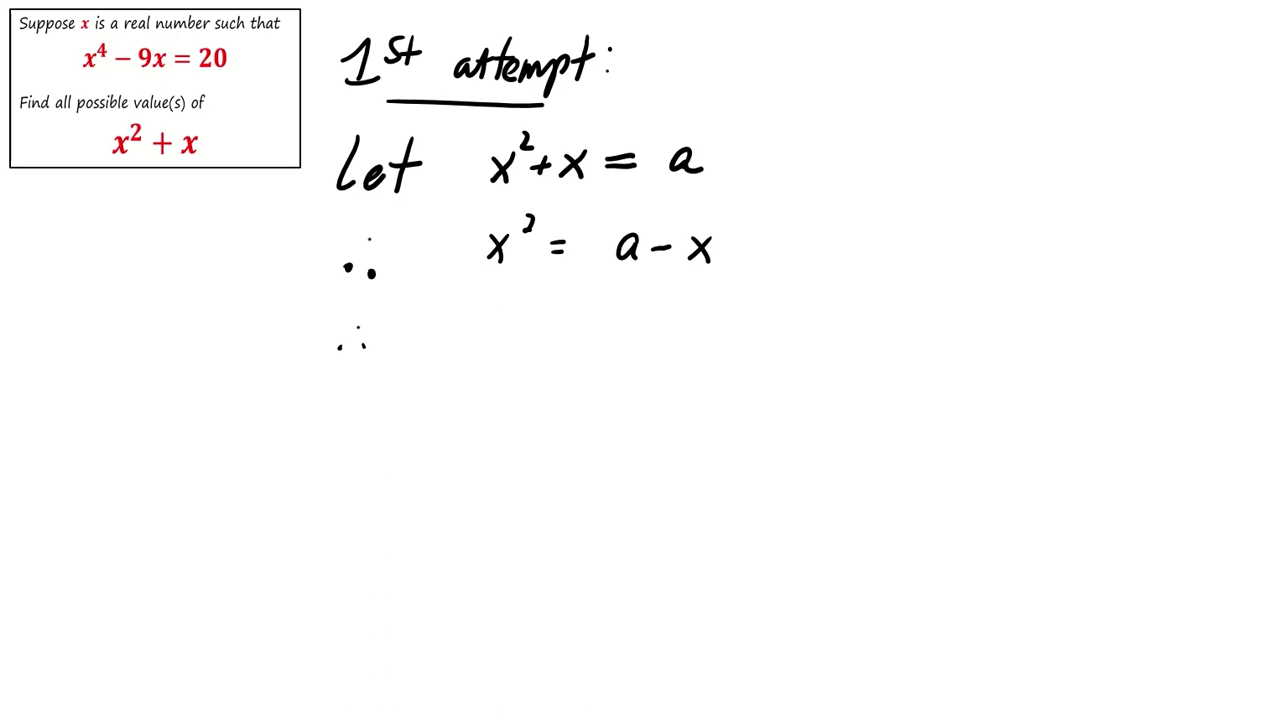 Suppose x is a real number such that
x⁴ − 9x = 20
Find all possible value(s) of
x² + x
1st attempt:
Let x² + x = a
∴ x² = a − x
∴